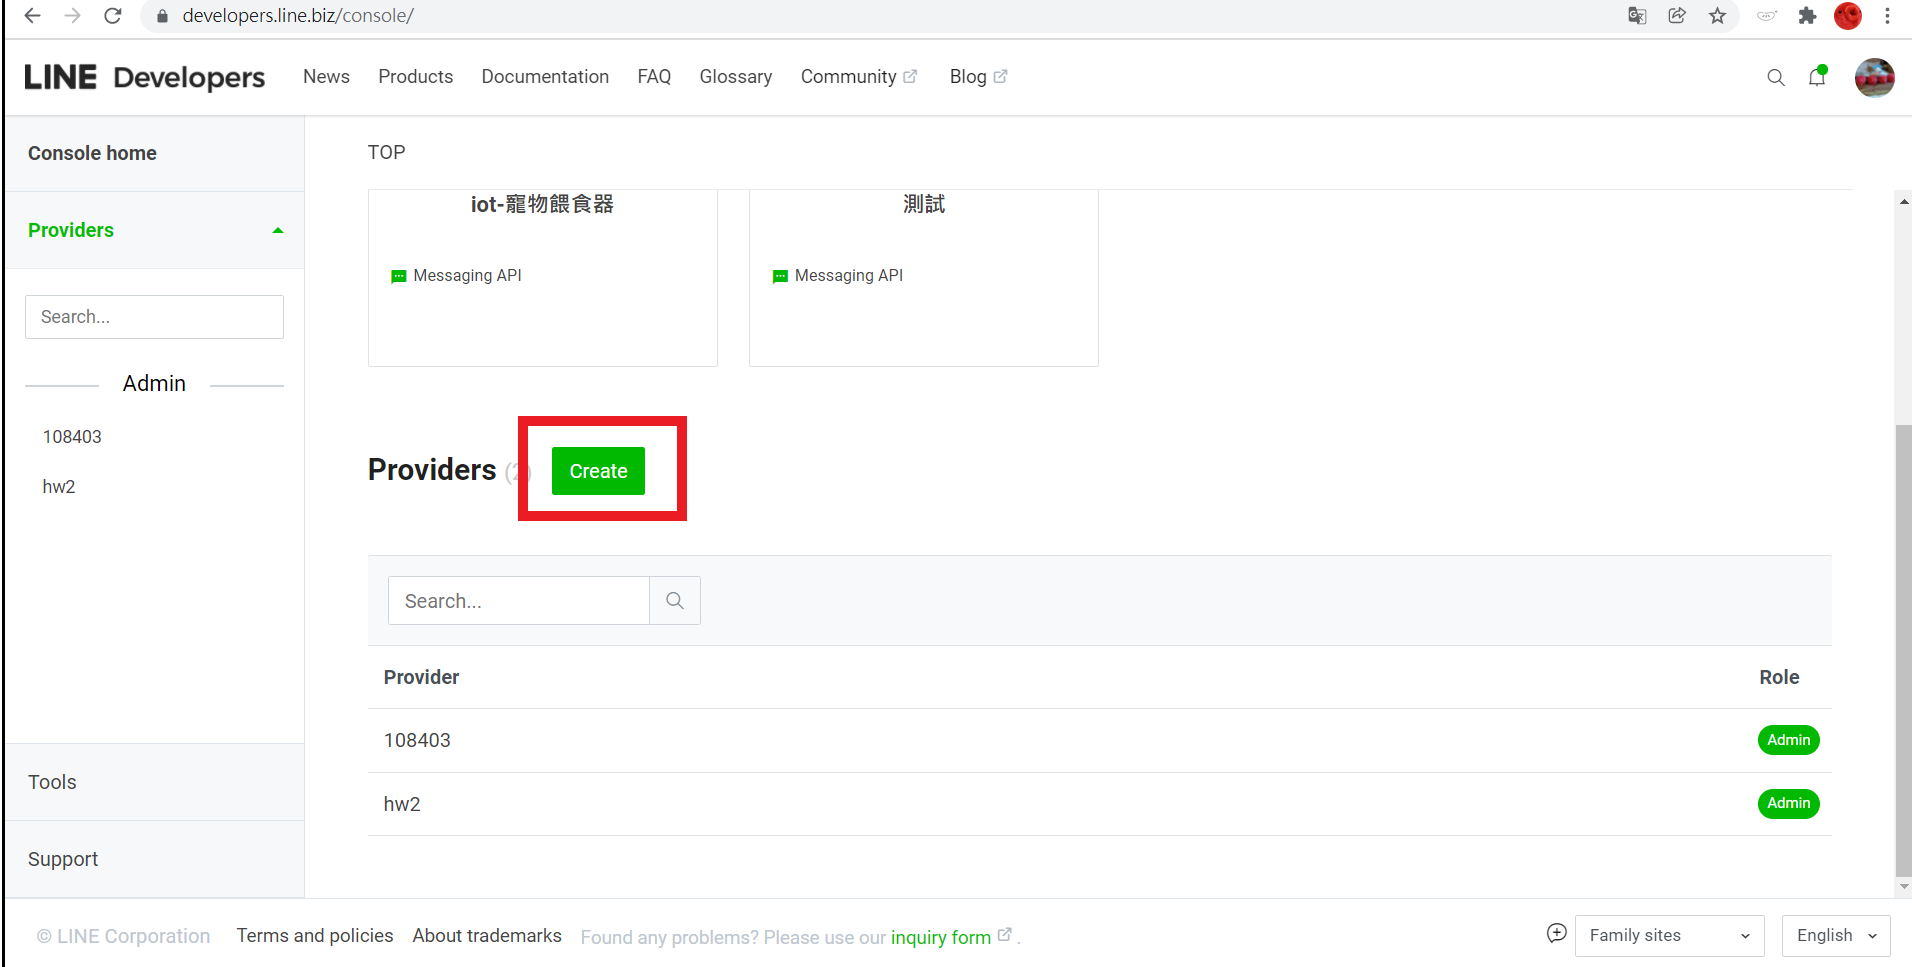 developers.line.biz/console/
LINE Developers News Products Documentation FAQ Glossary Community Blog
Console home
Providers
Search...
Admin
108403
hw2
Tools
Support
TOP
iot-寵物餵食器
Messaging API
測試
Messaging API
Providers (2) Create
Search...
Provider Role
108403 Admin
hw2 Admin
© LINE Corporation Terms and policies About trademarks Found any problems? Please use our inquiry form . Family sites English